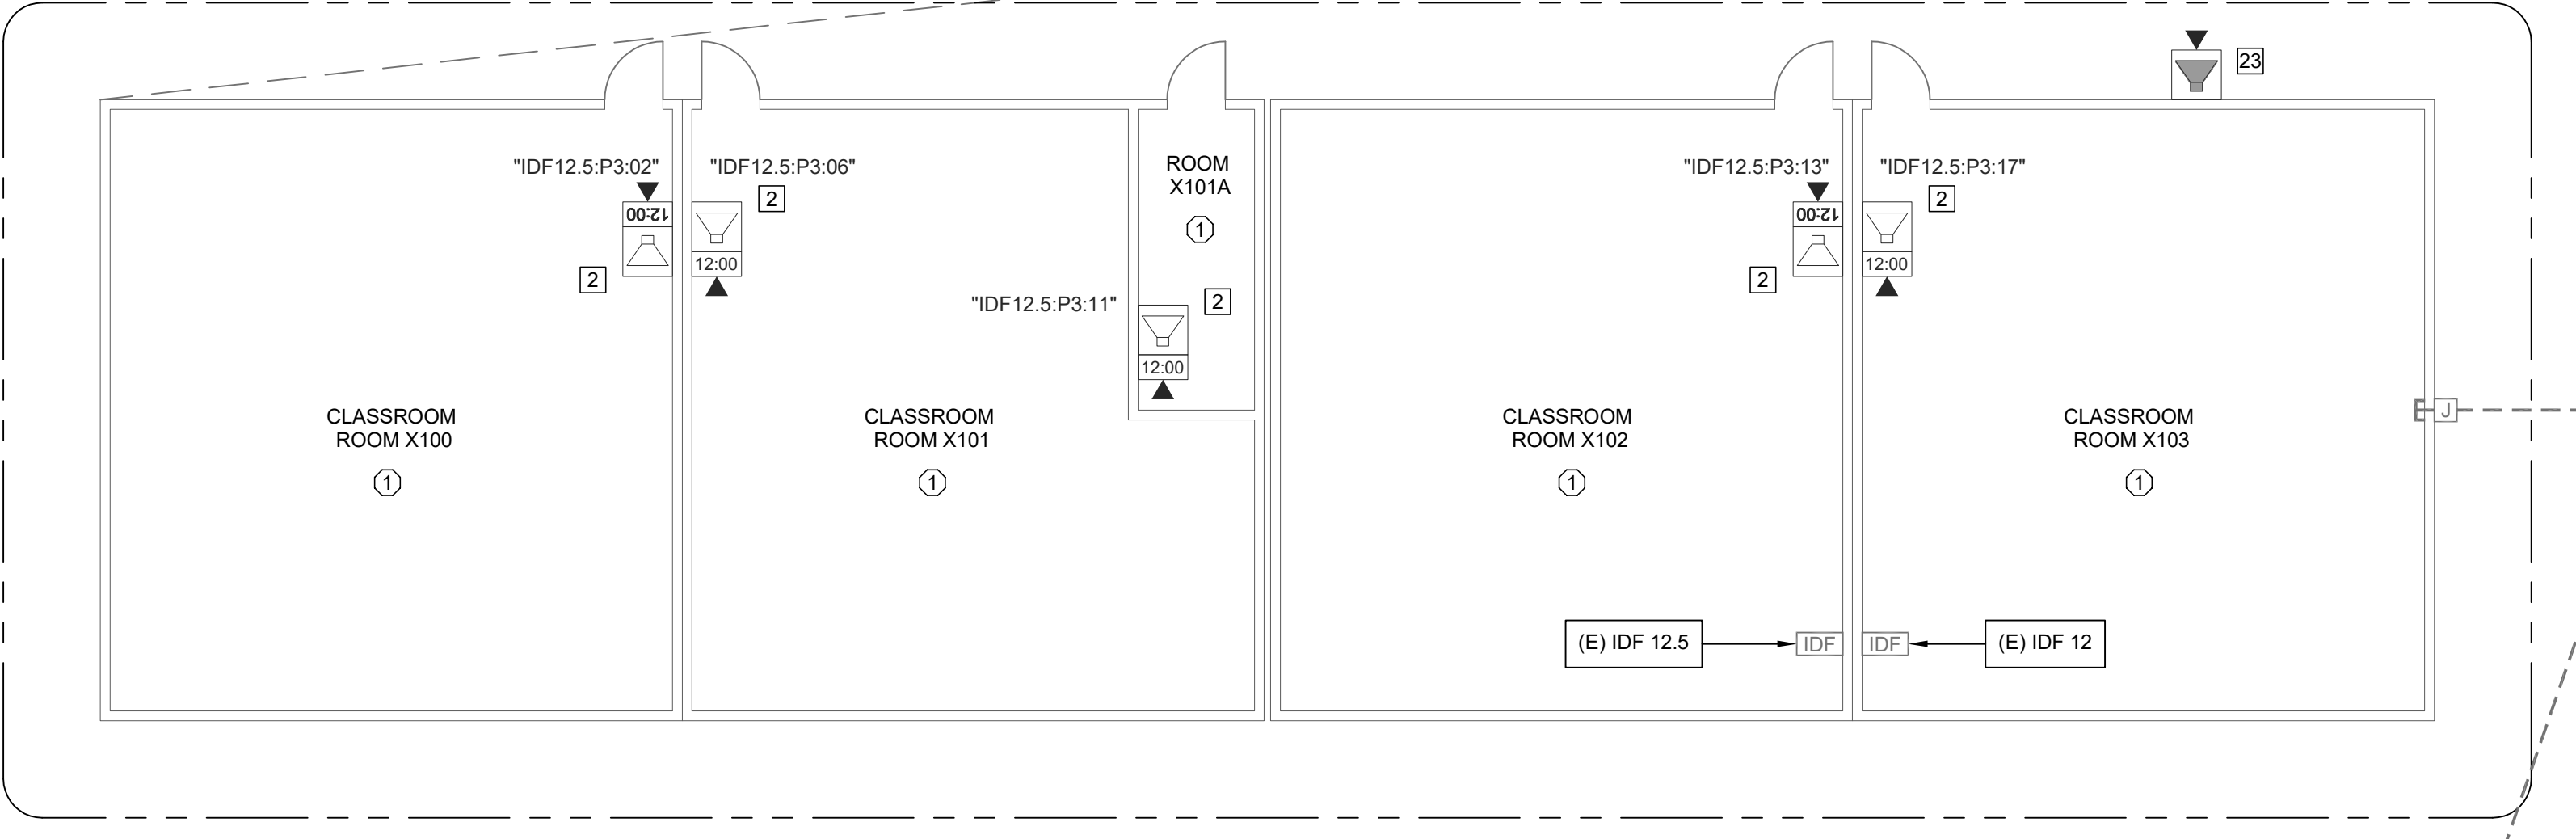 23
"IDF12.5:P3:02"
"IDF12.5:P3:06"
ROOM
X101A
"IDF12.5:P3:13"
"IDF12.5:P3:17"
2
2
12:00
12:00
1
12:00
12:00
2
2
2
"IDF12.5:P3:11"
12:00
CLASSROOM
ROOM X100
1
CLASSROOM
ROOM X101
1
CLASSROOM
ROOM X102
1
CLASSROOM
ROOM X103
1
J
(E) IDF 12.5
IDF
IDF
(E) IDF 12